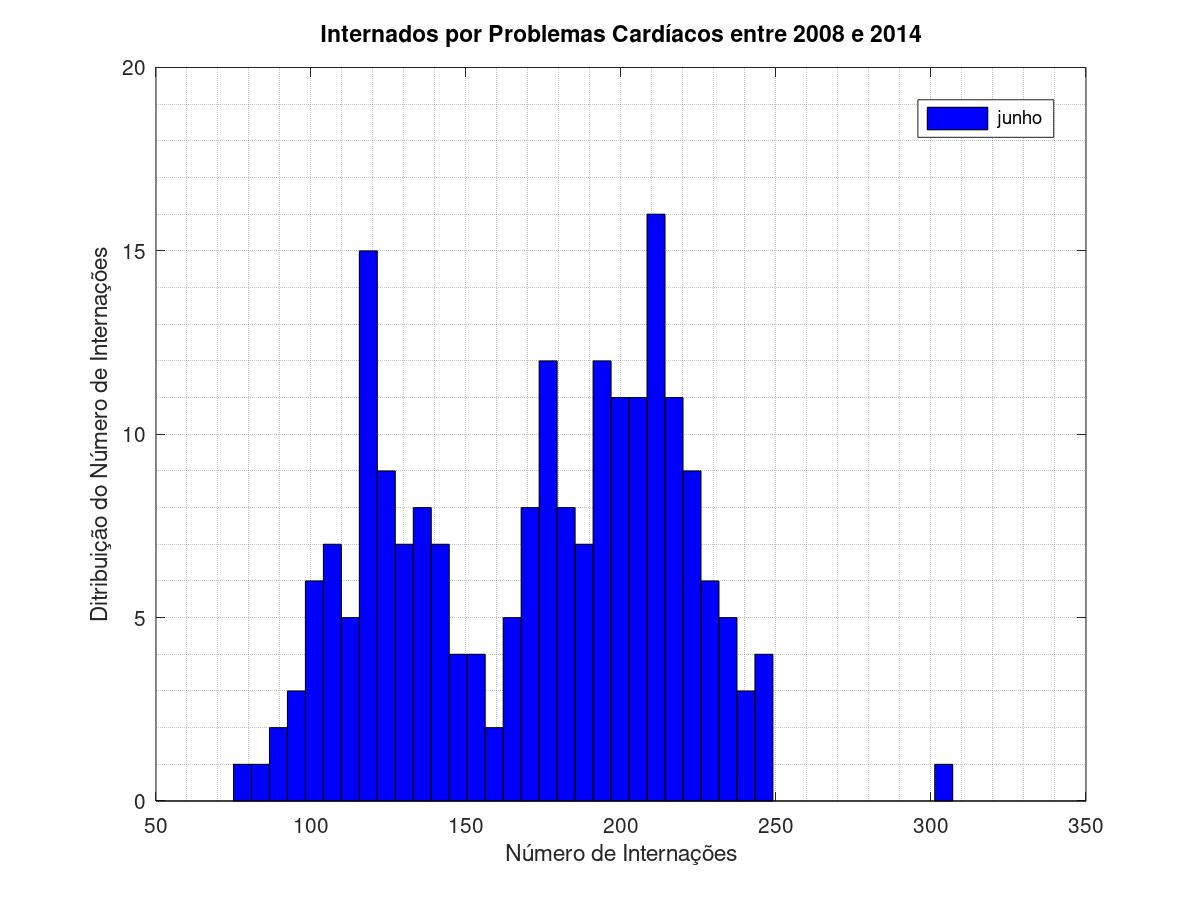 Internados por Problemas Cardíacos entre 2008 e 2014
20
junho
15
10
5
0
Ditribuição do Número de Internações
50 100 150 200 250 300 350
Número de Internações